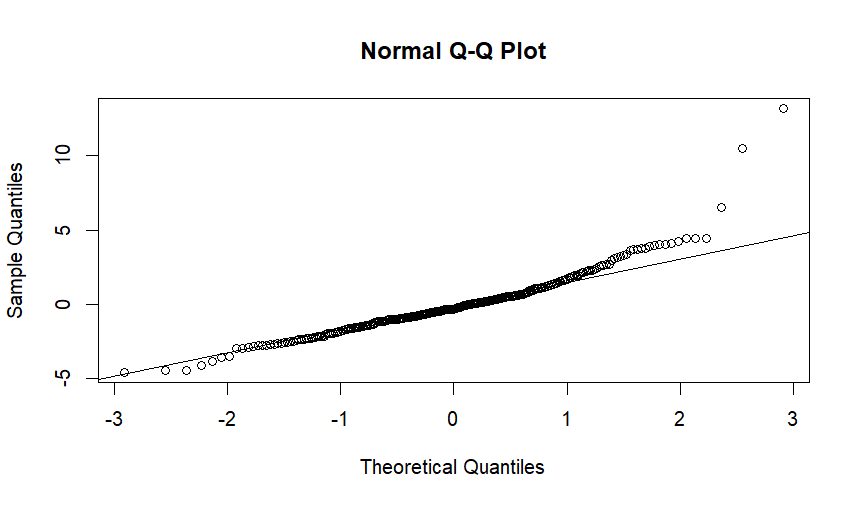 Normal Q-Q Plot
Sample Quantiles
10
5
0
-5
-3 -2 -1 0 1 2 3
Theoretical Quantiles